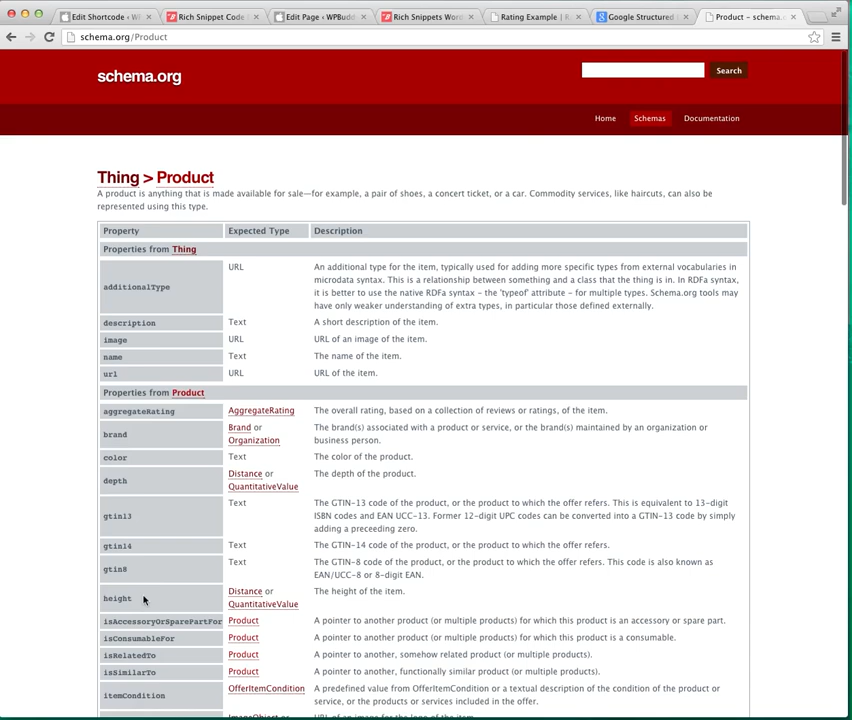 Edit Shortcode ‹ W
Rich Snippet Code
Edit Page ‹ WPBudd
Rich Snippets Word
Rating Example | R
Google Structured
Product – schema.o
schema.org/Product
schema.org
Search
Home Schemas Documentation
Thing > Product
A product is anything that is made available for sale—for example, a pair of shoes, a concert ticket, or a car. Commodity services, like haircuts, can also be
represented using this type.
Property Expected Type Description
Properties from Thing
additionalType URL An additional type for the item, typically used for adding more specific types from external vocabularies in
microdata syntax. This is a relationship between something and a class that the thing is in. In RDFa syntax,
it is better to use the native RDFa syntax – the 'typeof' attribute – for multiple types. Schema.org tools may
have only weaker understanding of extra types, in particular those defined externally.
description Text A short description of the item.
image URL URL of an image of the item.
name Text The name of the item.
url URL URL of the item.
Properties from Product
aggregateRating AggregateRating The overall rating, based on a collection of reviews or ratings, of the item.
brand Brand or The brand(s) associated with a product or service, or the brand(s) maintained by an organization or
Organization business person.
color Text The color of the product.
depth Distance or The depth of the product.
QuantitativeValue
gtin13 Text The GTIN-13 code of the product, or the product to which the offer refers. This is equivalent to 13-digit
ISBN codes and EAN UCC-13. Former 12-digit UPC codes can be converted into a GTIN-13 code by simply
adding a preceeding zero.
gtin14 Text The GTIN-14 code of the product, or the product to which the offer refers.
gtin8 Text The GTIN-8 code of the product, or the product to which the offer refers. This code is also known as
EAN/UCC-8 or 8-digit EAN.
height Distance or The height of the item.
QuantitativeValue
isAccessoryOrSparePartFor Product A pointer to another product (or multiple products) for which this product is an accessory or spare part.
isConsumableFor Product A pointer to another product (or multiple products) for which this product is a consumable.
isRelatedTo Product A pointer to another, somehow related product (or multiple products).
isSimilarTo Product A pointer to another, functionally similar product (or multiple products).
itemCondition OfferItemCondition A predefined value from OfferItemCondition or a textual description of the condition of the product or
service, or the products or services included in the offer.
ImageObject or URL of an image for the logo of the item.